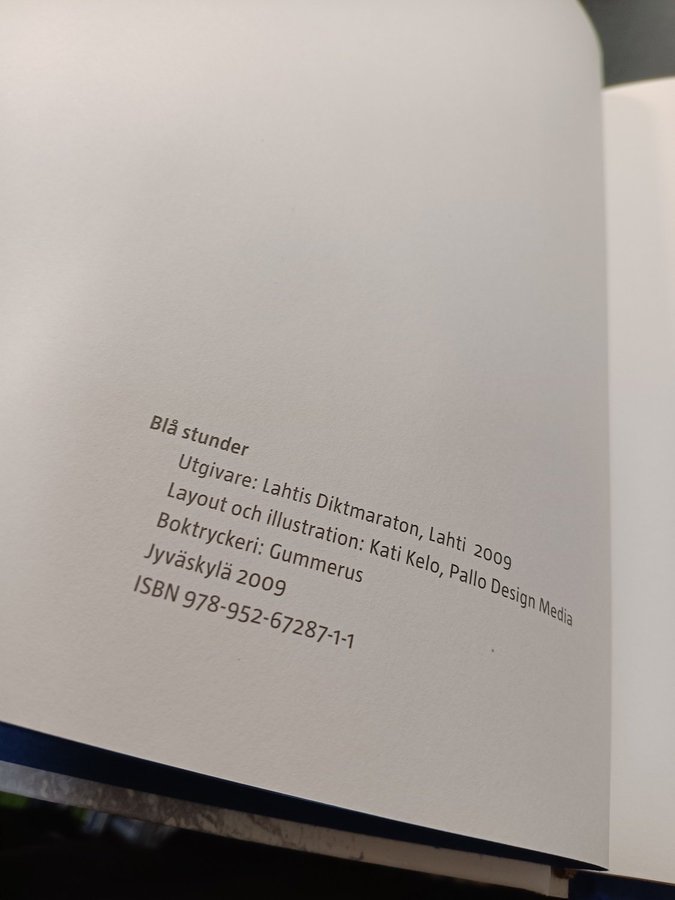 Blå stunder
Utgivare: Lahtis Diktmaraton, Lahti 2009
Layout och illustration: Kati Kelo, Pallo Design Media
Boktryckeri: Gummerus
Jyväskylä 2009
ISBN 978-952-67287-1-1